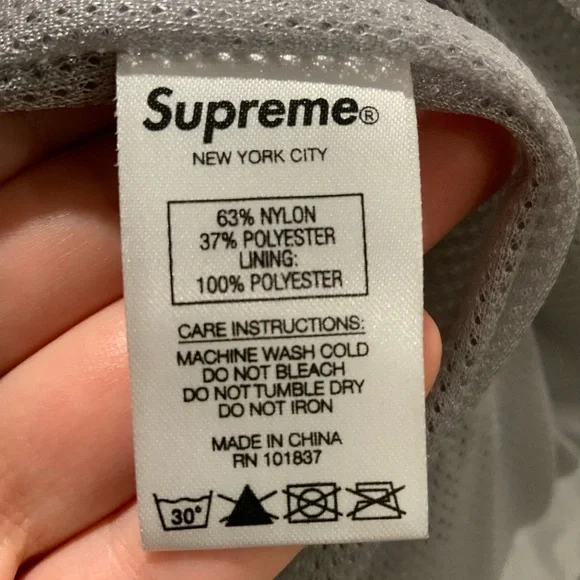 Supreme®
NEW YORK CITY
63% NYLON
37% POLYESTER
LINING:
100% POLYESTER
CARE INSTRUCTIONS:
MACHINE WASH COLD
DO NOT BLEACH
DO NOT TUMBLE DRY
DO NOT IRON
MADE IN CHINA
RN 101837
30°